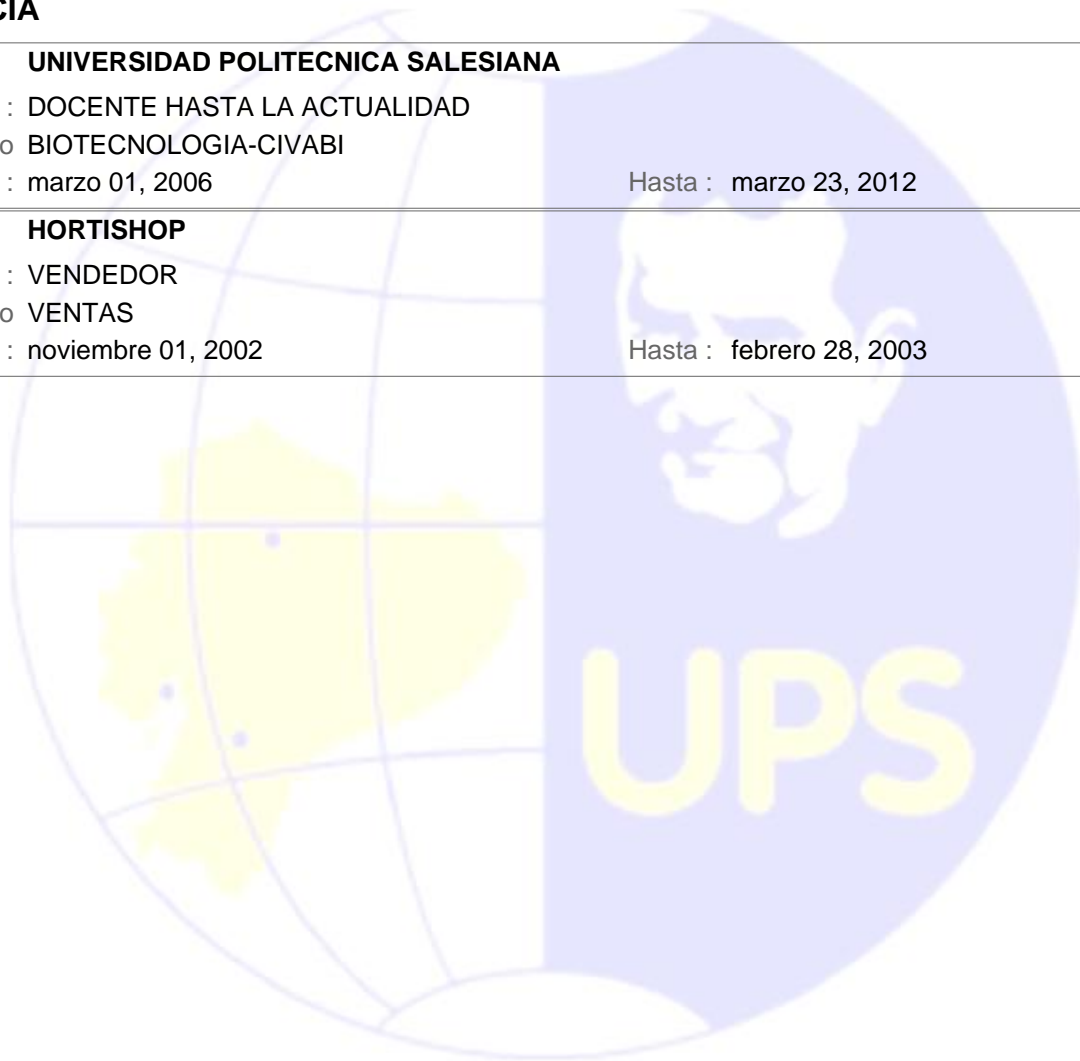 CIA
UNIVERSIDAD POLITECNICA SALESIANA
: DOCENTE HASTA LA ACTUALIDAD
o BIOTECNOLOGIA-CIVABI
: marzo 01, 2006 Hasta : marzo 23, 2012
HORTISHOP
: VENDEDOR
o VENTAS
: noviembre 01, 2002 Hasta : febrero 28, 2003
UPS